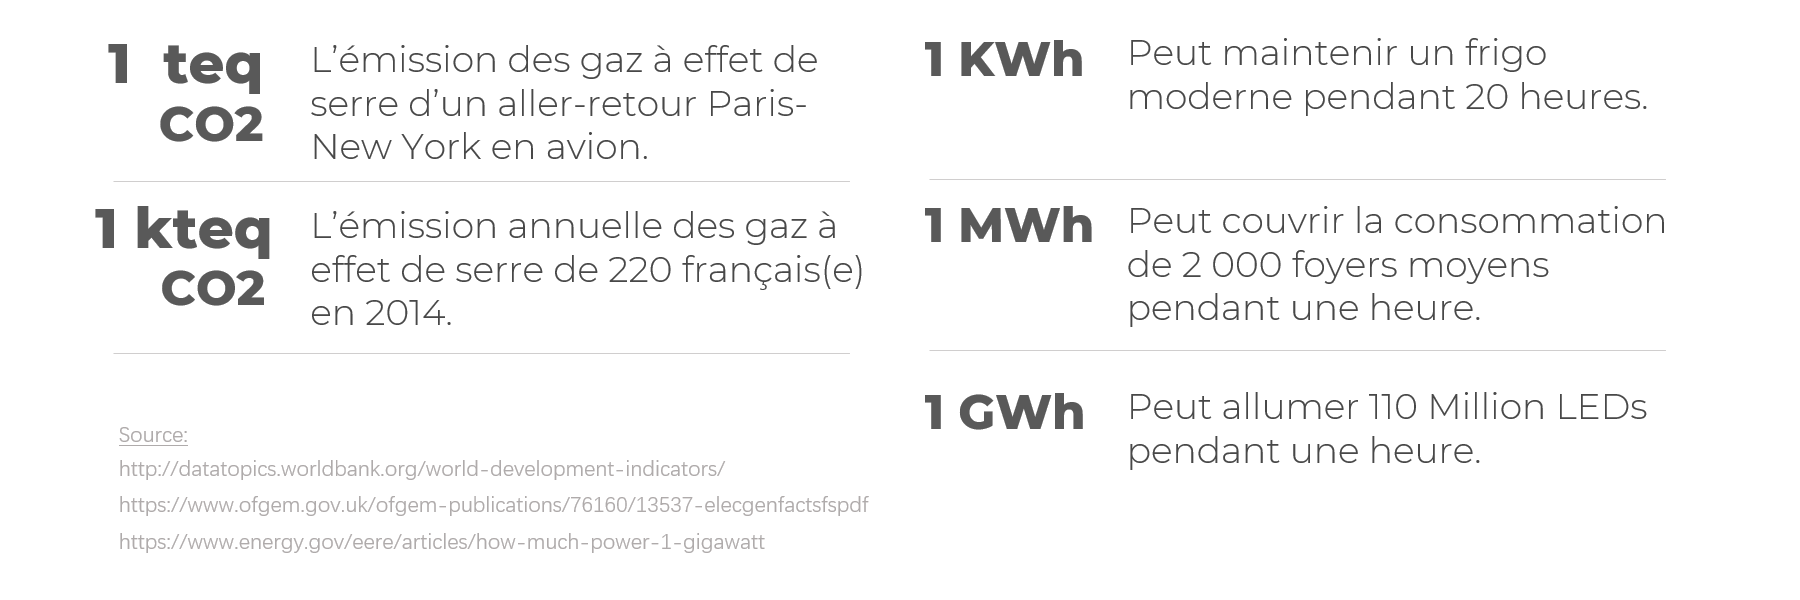 1 teq
CO2
L’émission des gaz à effet de
serre d’un aller-retour Paris-
New York en avion.
1 kteq
CO2
L’émission annuelle des gaz à
effet de serre de 220 français(e)
en 2014.
Source:
http://datatopics.worldbank.org/world-development-indicators/
https://www.ofgem.gov.uk/ofgem-publications/76160/13537-elecgenfactsfspdf
https://www.energy.gov/eere/articles/how-much-power-1-gigawatt
1 KWh
Peut maintenir un frigo
moderne pendant 20 heures.
1 MWh
Peut couvrir la consommation
de 2 000 foyers moyens
pendant une heure.
1 GWh
Peut allumer 110 Million LEDs
pendant une heure.